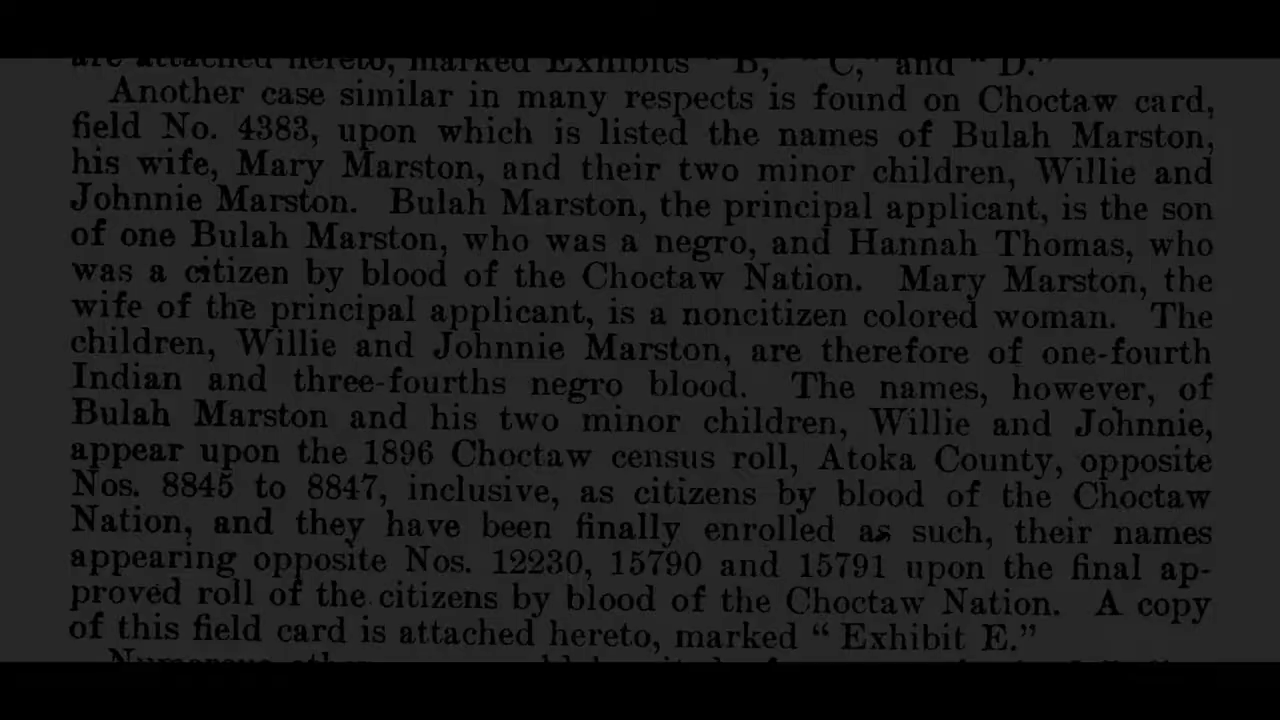 are attached hereto, marked Exhibits "B," "C," and "D."
Another case similar in many respects is found on Choctaw card,
field No. 4383, upon which is listed the names of Bulah Marston,
his wife, Mary Marston, and their two minor children, Willie and
Johnnie Marston. Bulah Marston, the principal applicant, is the son
of one Bulah Marston, who was a negro, and Hannah Thomas, who
was a citizen by blood of the Choctaw Nation. Mary Marston, the
wife of the principal applicant, is a noncitizen colored woman. The
children, Willie and Johnnie Marston, are therefore of one-fourth
Indian and three-fourths negro blood. The names, however, of
Bulah Marston and his two minor children, Willie and Johnnie,
appear upon the 1896 Choctaw census roll, Atoka County, opposite
Nos. 8845 to 8847, inclusive, as citizens by blood of the Choctaw
Nation, and they have been finally enrolled as such, their names
appearing opposite Nos. 12230, 15790 and 15791 upon the final ap-
proved roll of the citizens by blood of the Choctaw Nation. A copy
of this field card is attached hereto, marked "Exhibit E."